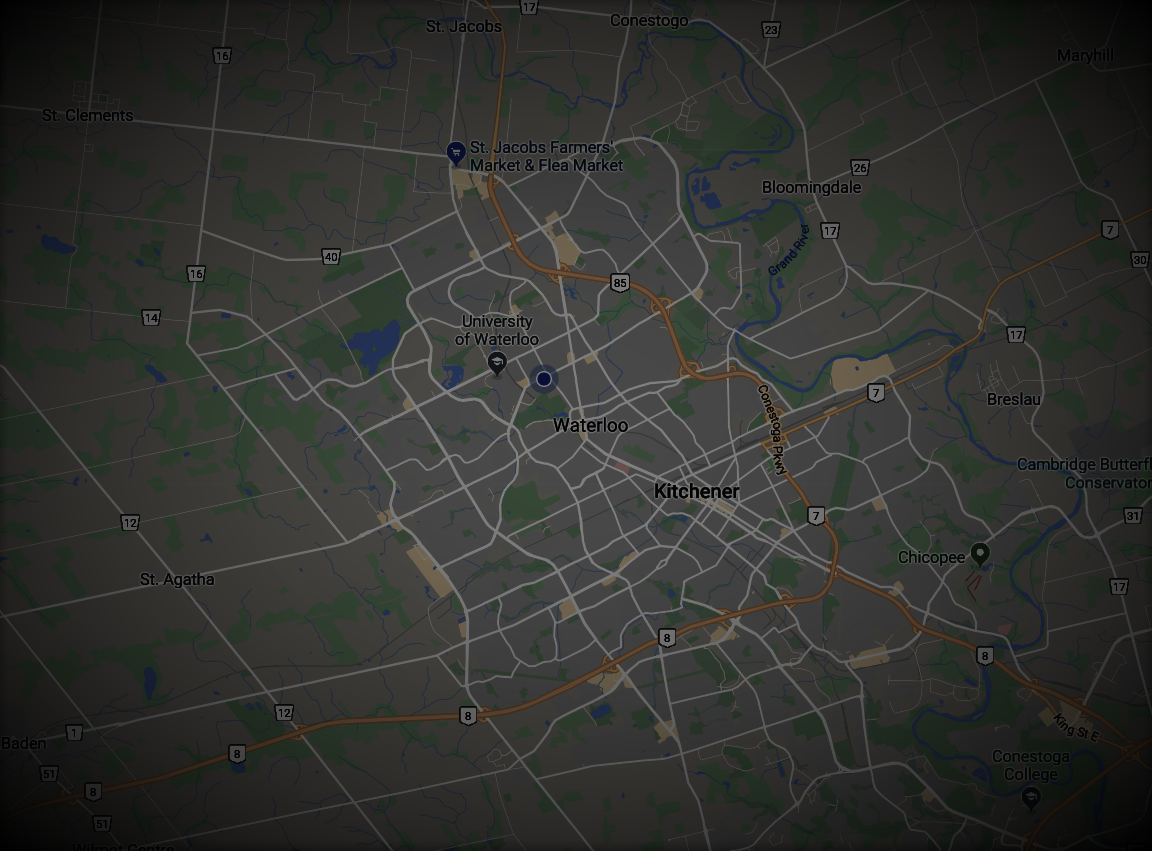 17
St. Jacobs
Conestogo
23
16
Maryhill
St. Clements
St. Jacobs Farmers
Market & Flea Market
26
Bloomingdale
17
7
Grand River
40
30
16
85
14
University
of Waterloo
17
7
Conestoga Pkwy
Breslau
Waterloo
Cambridge Butterfl
Conservator
Kitchener
7
31
12
Chicopee
St. Agatha
17
8
8
12
8
King St E
1
Baden
8
Conestoga
College
51
8
51
Wilmot Centre